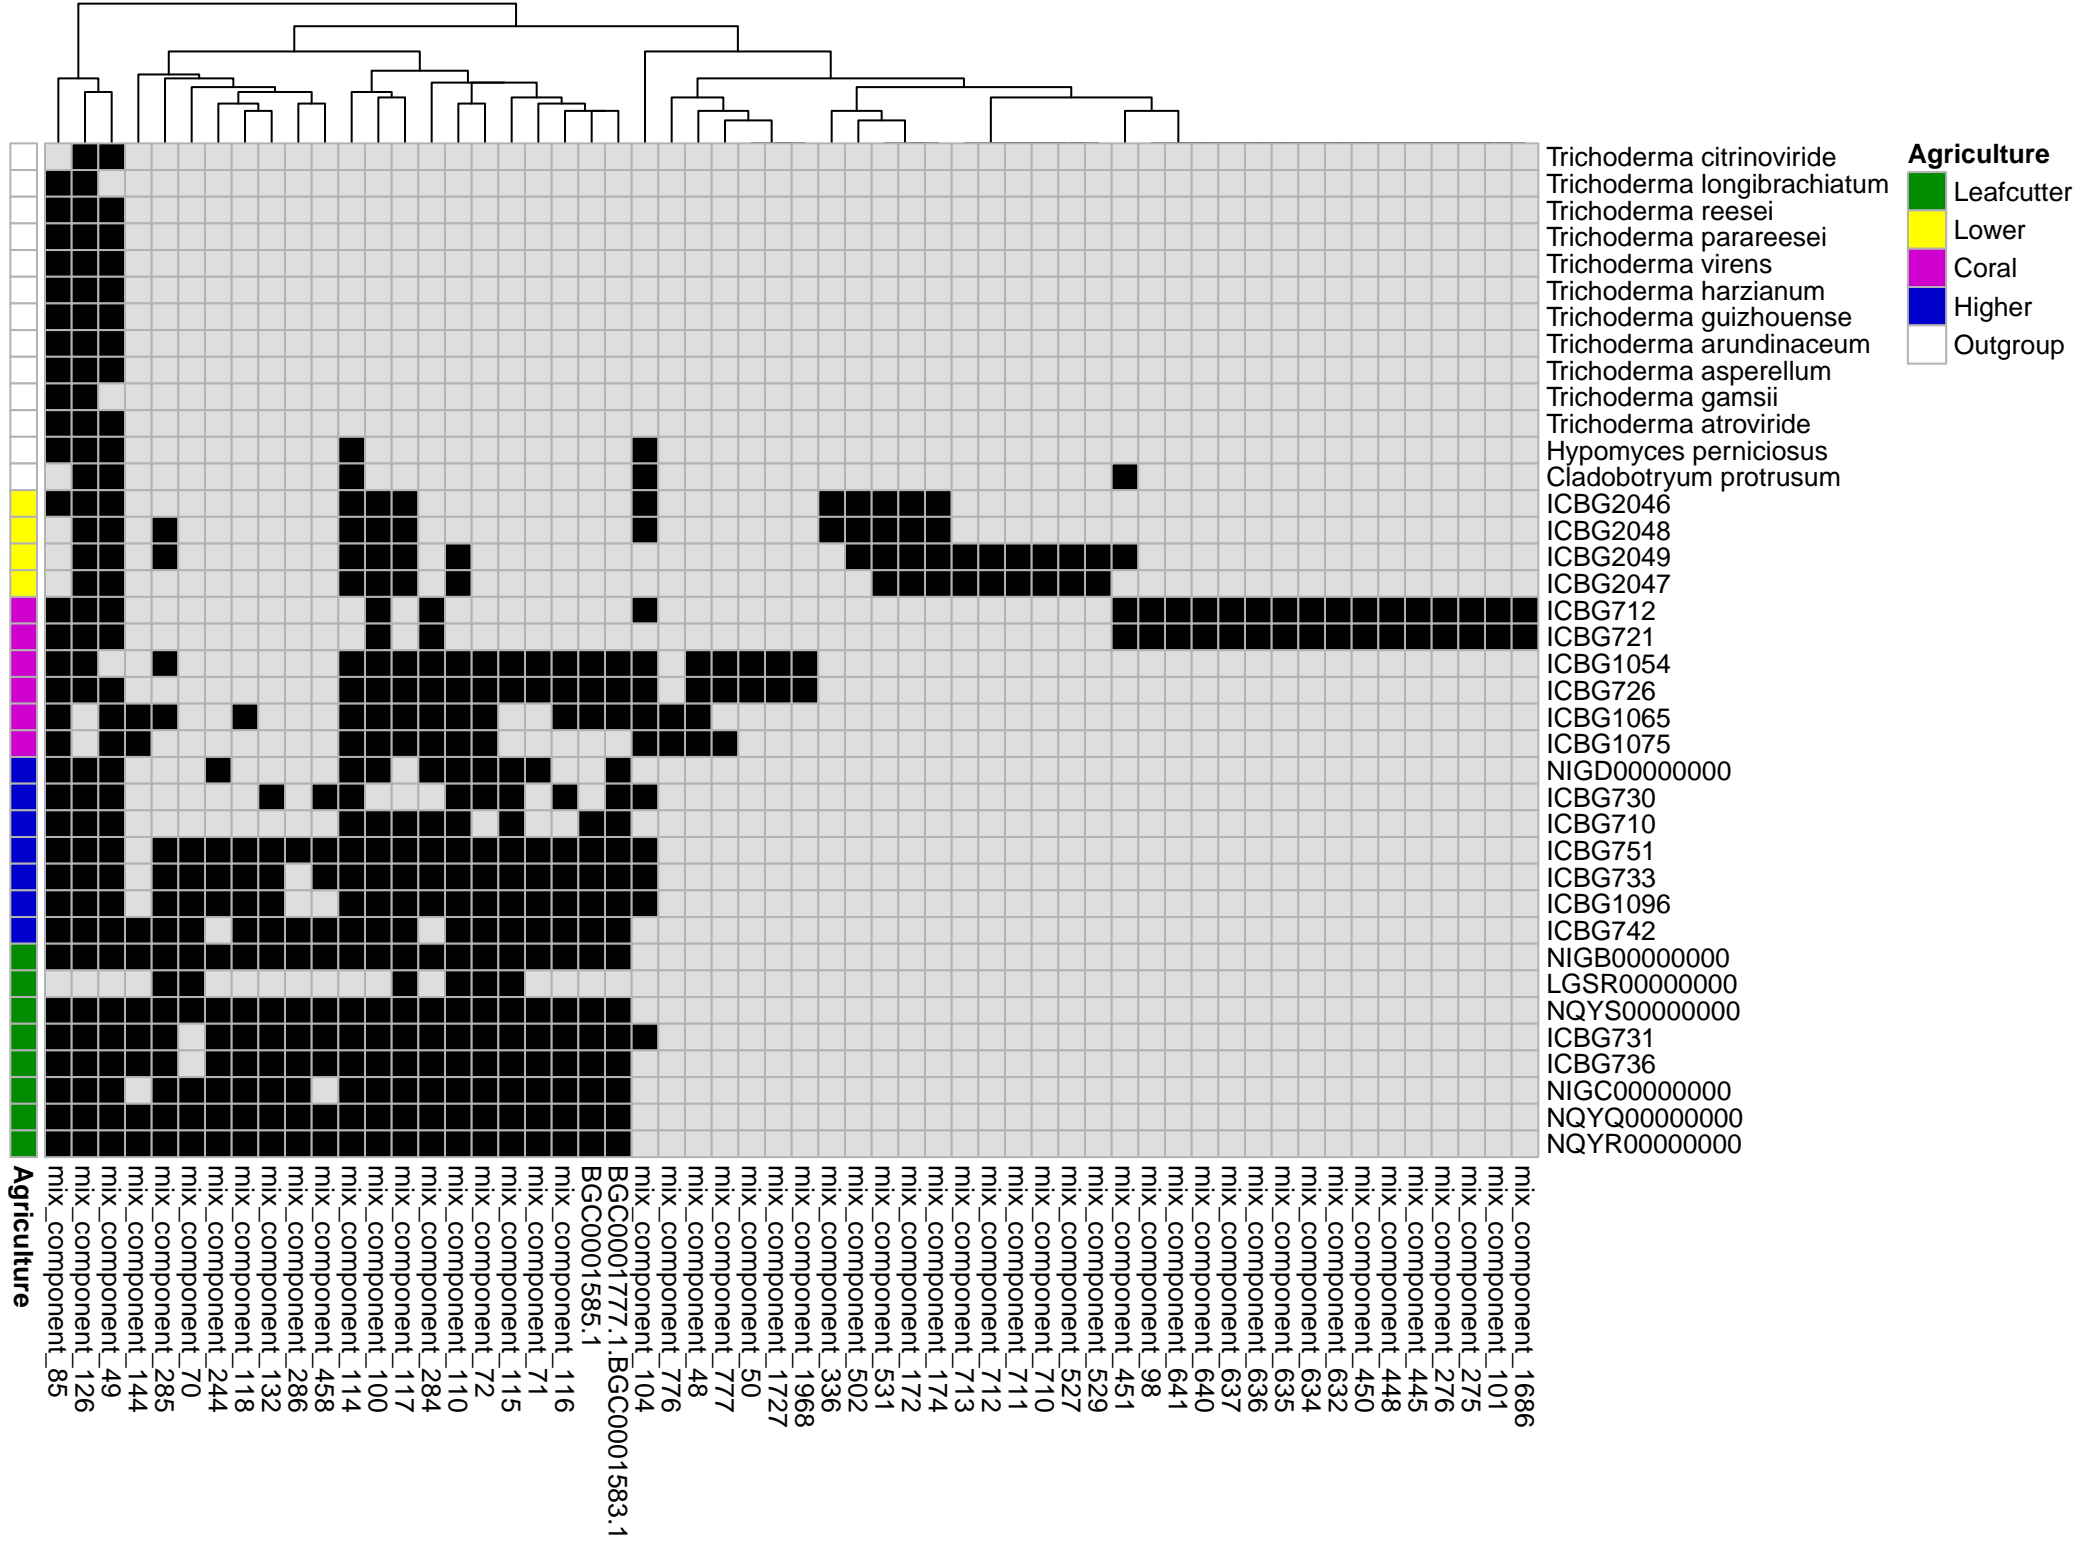 Trichoderma citrinoviride
Trichoderma longibrachiatum
Trichoderma reesei
Trichoderma parareesei
Trichoderma virens
Trichoderma harzianum
Trichoderma guizhouense
Trichoderma arundinaceum
Trichoderma asperellum
Trichoderma gamsii
Trichoderma atroviride
Hypomyces perniciosus
Cladobotryum protrusum
ICBG2046
ICBG2048
ICBG2049
ICBG2047
ICBG712
ICBG721
ICBG1054
ICBG726
ICBG1065
ICBG1075
NIGD00000000
ICBG730
ICBG710
ICBG751
ICBG733
ICBG1096
ICBG742
NIGB00000000
LGSR00000000
NQYS00000000
ICBG731
ICBG736
NIGC00000000
NQYQ00000000
NQYR00000000
Agriculture
Leafcutter
Lower
Coral
Higher
Outgroup
Agriculture
mix_component_85
mix_component_126
mix_component_49
mix_component_144
mix_component_285
mix_component_70
mix_component_244
mix_component_118
mix_component_132
mix_component_286
mix_component_458
mix_component_114
mix_component_100
mix_component_117
mix_component_284
mix_component_110
mix_component_72
mix_component_115
mix_component_71
mix_component_116
BGC0001585.1
BGC0001777.1.BGC0001583.1
mix_component_104
mix_component_776
mix_component_48
mix_component_777
mix_component_50
mix_component_1727
mix_component_1968
mix_component_336
mix_component_502
mix_component_531
mix_component_172
mix_component_174
mix_component_713
mix_component_712
mix_component_711
mix_component_710
mix_component_527
mix_component_529
mix_component_451
mix_component_98
mix_component_641
mix_component_640
mix_component_637
mix_component_636
mix_component_635
mix_component_634
mix_component_632
mix_component_450
mix_component_448
mix_component_445
mix_component_276
mix_component_275
mix_component_101
mix_component_1686